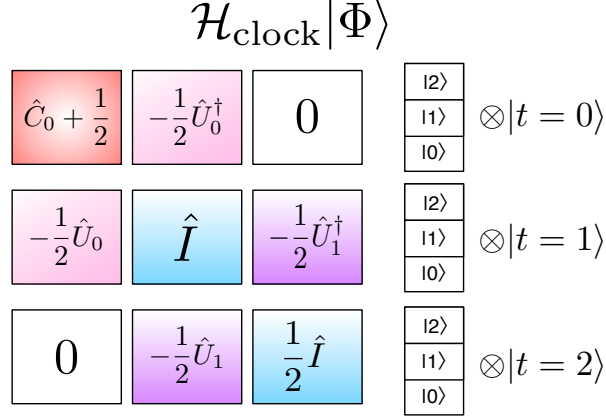 ℋ_clock|Φ⟩
Ĉ₀ + 1/2 −1/2 Û₀† 0 |2⟩ |1⟩ |0⟩ ⊗|t = 0⟩
−1/2 Û₀ Î −1/2 Û₁† |2⟩ |1⟩ |0⟩ ⊗|t = 1⟩
0 −1/2 Û₁ 1/2 Î |2⟩ |1⟩ |0⟩ ⊗|t = 2⟩